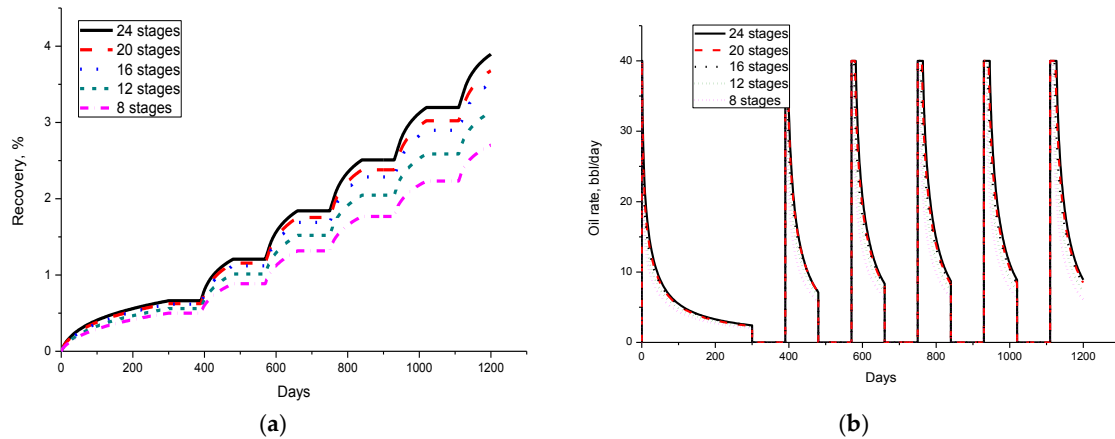 24 stages
20 stages
16 stages
12 stages
8 stages
4
3
2
1
0
Recovery, %
0 200 400 600 800 1000 1200
Days
(a)
24 stages
20 stages
16 stages
12 stages
8 stages
40
30
20
10
0
Oil rate, bbl/day
0 200 400 600 800 1000 1200
Days
(b)